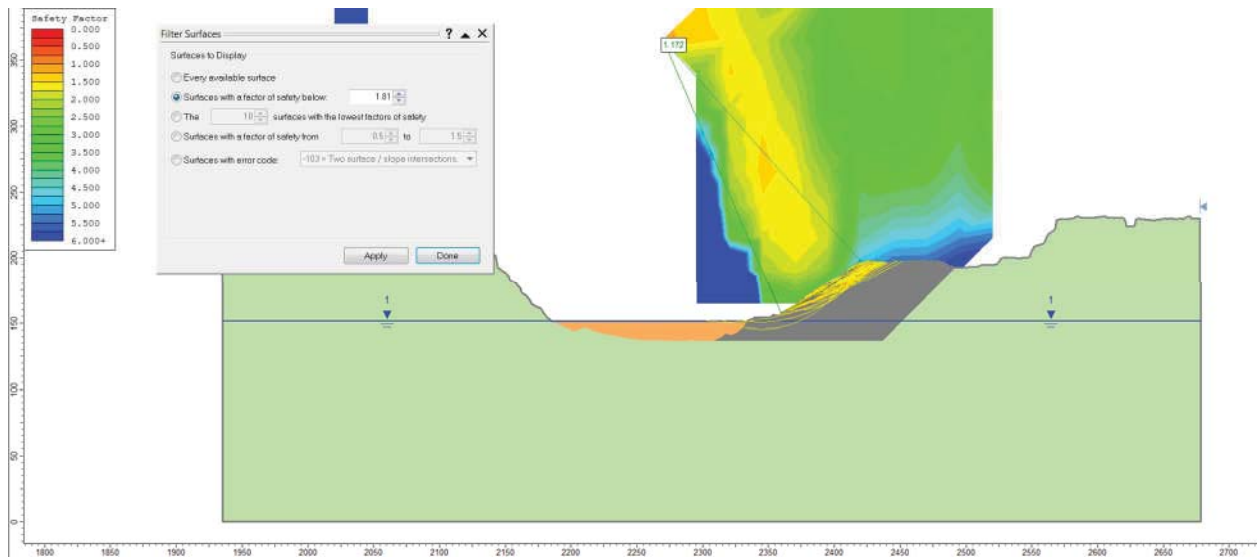 Safety Factor
0.000
0.500
1.000
1.500
2.000
2.500
3.000
3.500
4.000
4.500
5.000
5.500
6.000+
Filter Surfaces ?
Surfaces to Display
Every available surface
Surfaces with a factor of safety below: 1.81
The 10 surfaces with the lowest factors of safety
Surfaces with a factor of safety from 0.5 to 1.5
Surfaces with error code: -103 = Two surface / slope intersections.
Apply Done
1.172
1
1
350
300
250
200
150
100
50
0
1800 1850 1900 1950 2000 2050 2100 2150 2200 2250 2300 2350 2400 2450 2500 2550 2600 2650 2700